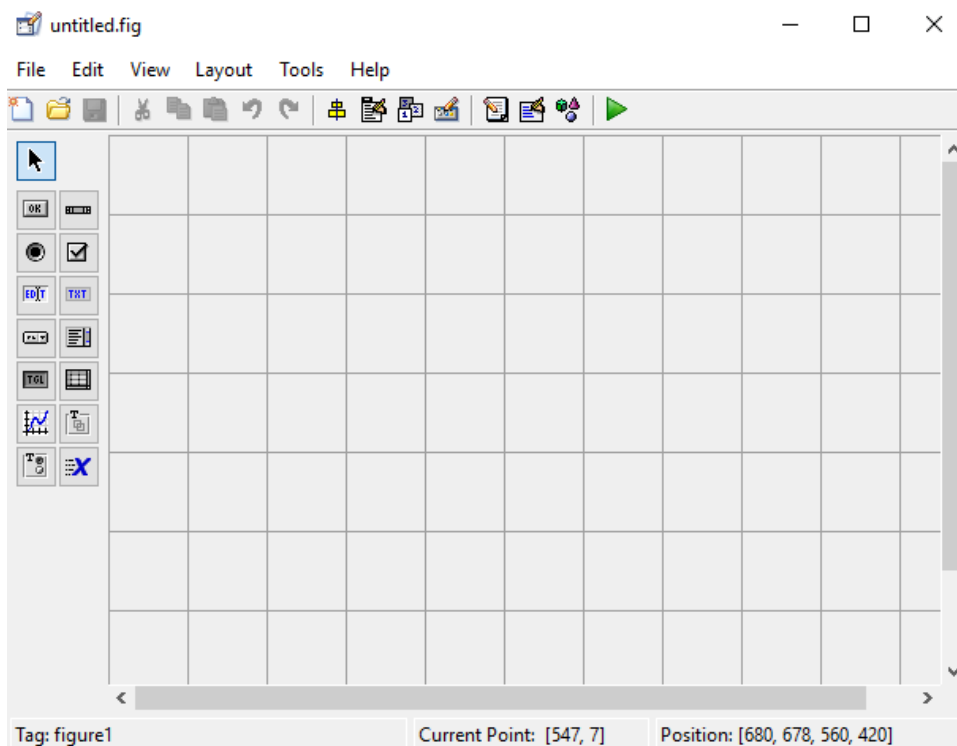 untitled.fig
File Edit View Layout Tools Help
OK
EDIT TXT
TGL
T
T X
Tag: figure1 Current Point: [547, 7] Position: [680, 678, 560, 420]